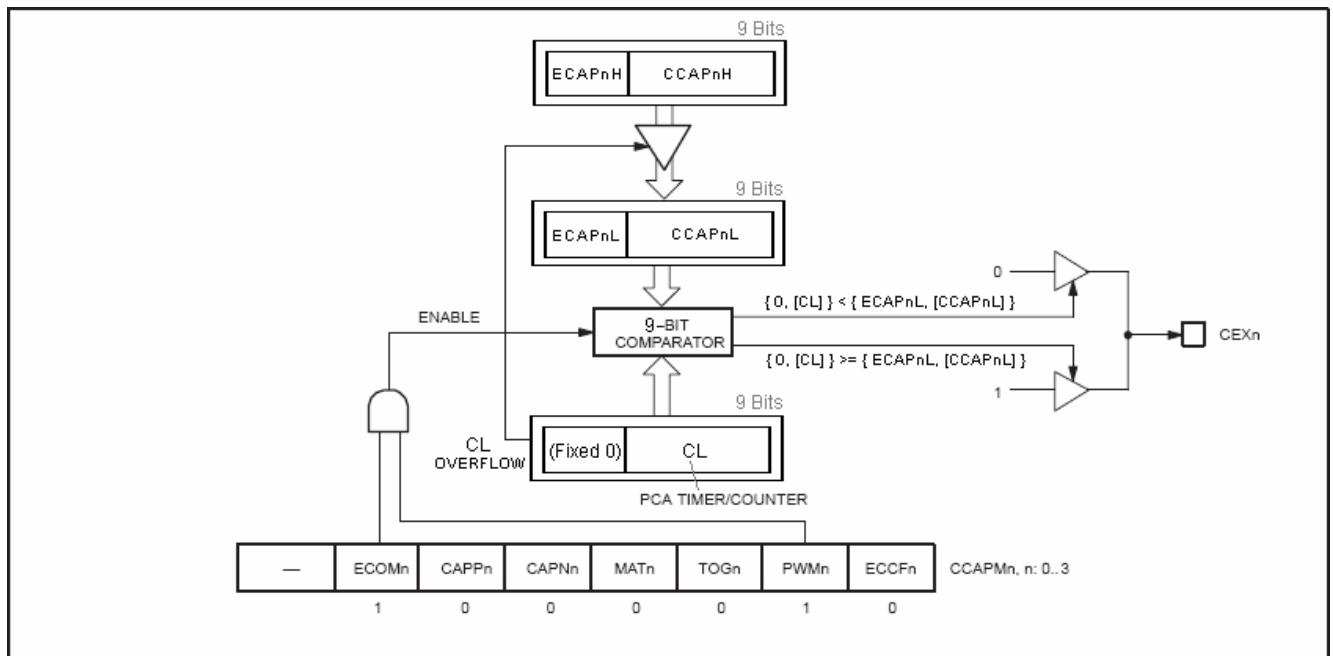 9 Bits
ECAPnH CCAPnH
9 Bits
ECAPnL CCAPnL
0
{ 0, [CL] } < { ECAPnL, [CCAPnL] }
ENABLE
9-BIT
COMPARATOR
CEXn
{ 0, [CL] } >= { ECAPnL, [CCAPnL] }
1
9 Bits
CL
OVERFLOW
(Fixed 0) CL
PCA TIMER/COUNTER
— ECOMn CAPPn CAPNn MATn TOGn PWMn ECCFn CCAPMn, n: 0..3
1 0 0 0 0 1 0